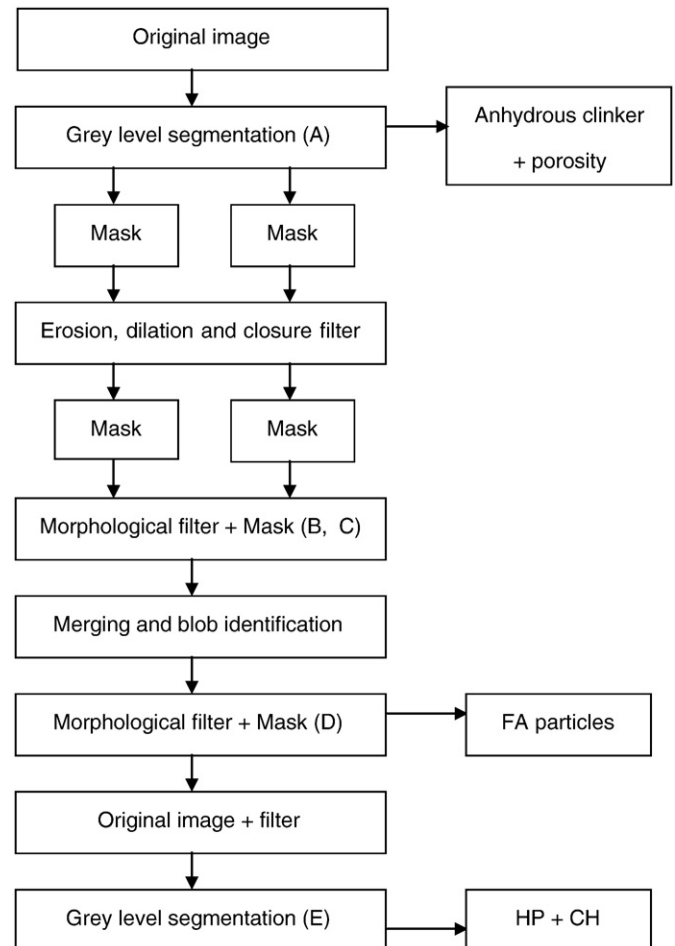 Original image
Grey level segmentation (A)
Anhydrous clinker
+ porosity
Mask
Mask
Erosion, dilation and closure filter
Mask
Mask
Morphological filter + Mask (B, C)
Merging and blob identification
Morphological filter + Mask (D)
FA particles
Original image + filter
Grey level segmentation (E)
HP + CH